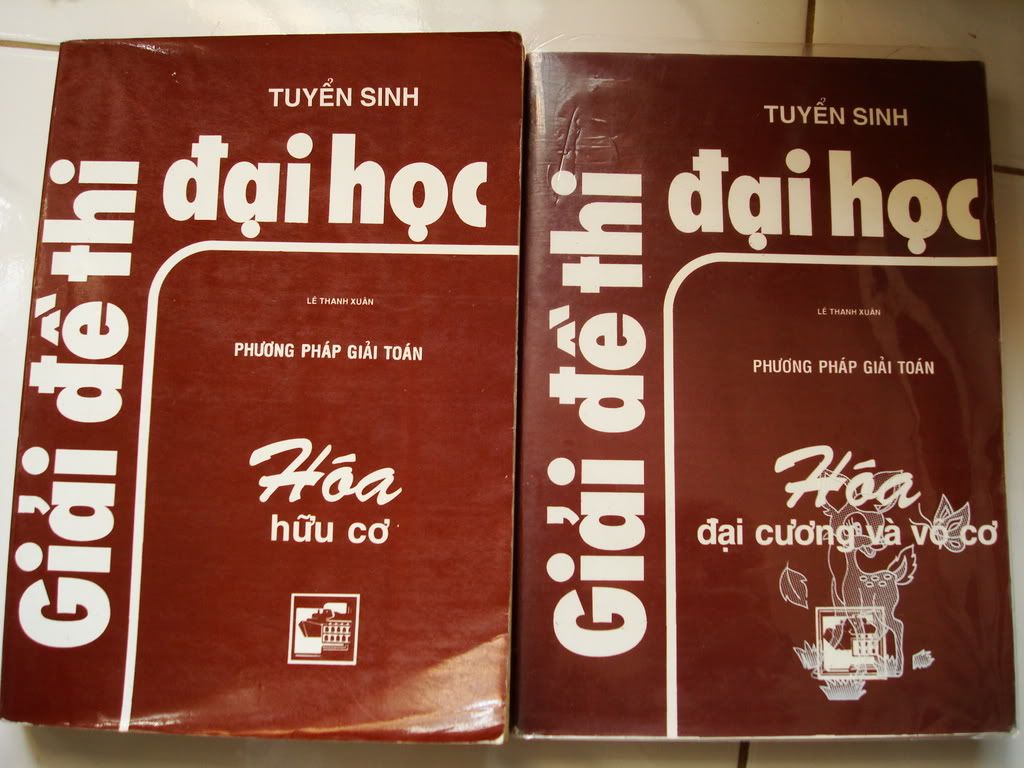 Giải đề thi
TUYỂN SINH
đại học
LÊ THANH XUÂN
PHƯƠNG PHÁP GIẢI TOÁN
Hóa
hữu cơ
Giải đề thi
TUYỂN SINH
đại học
LÊ THANH XUÂN
PHƯƠNG PHÁP GIẢI TOÁN
Hóa
đại cương và vô cơ